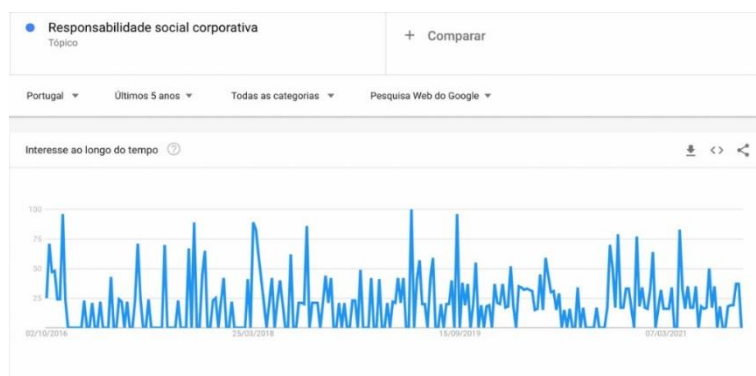 Responsabilidade social corporativa
Tópico
+ Comparar
Portugal Últimos 5 anos Todas as categorias Pesquisa Web do Google
Interesse ao longo do tempo ?
100
75
50
25
02/10/2016 25/03/2018 15/09/2019 07/03/2021